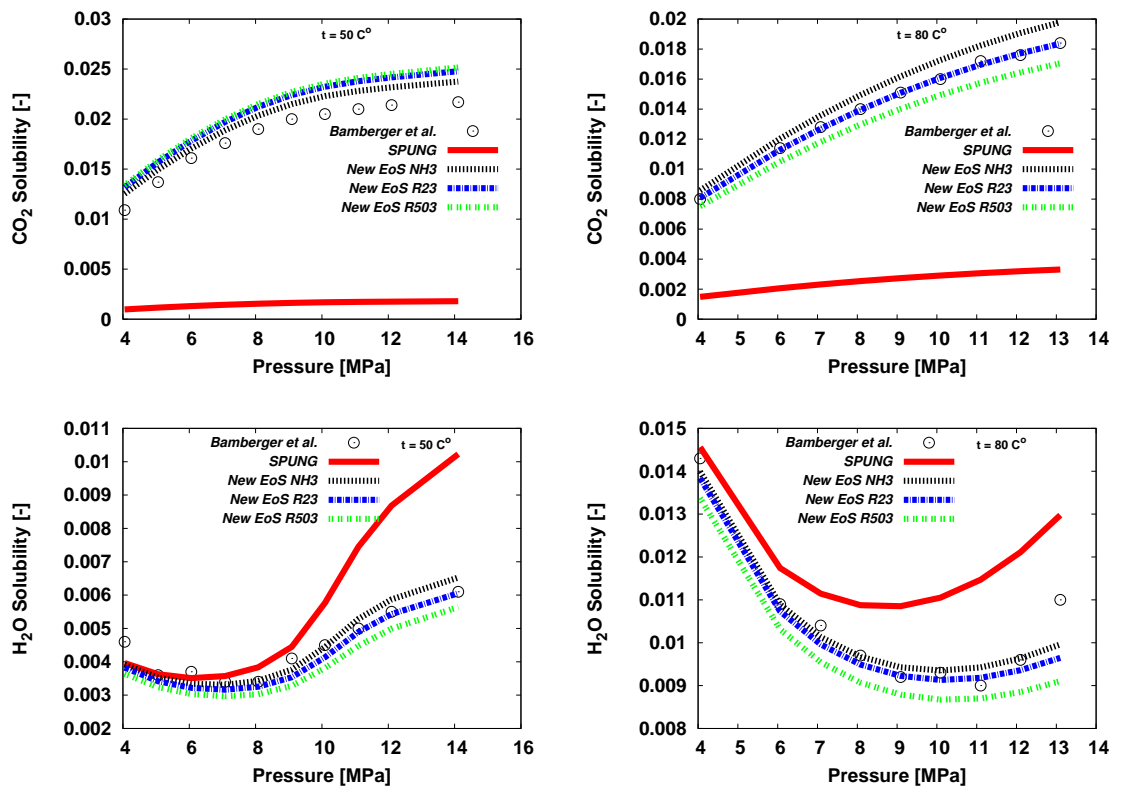 0.03
0.025
0.02
0.015
0.01
0.005
0
4
6
8
10
12
14
16
CO2 Solubility [-]
Pressure [MPa]
t = 50 Cº
Bamberger et al.
SPUNG
New EoS NH3
New EoS R23
New EoS R503
0.02
0.018
0.016
0.014
0.012
0.01
0.008
0.006
0.004
0.002
0
4
5
6
7
8
9
10
11
12
13
14
CO2 Solubility [-]
Pressure [MPa]
t = 80 Cº
Bamberger et al.
SPUNG
New EoS NH3
New EoS R23
New EoS R503
0.011
0.01
0.009
0.008
0.007
0.006
0.005
0.004
0.003
0.002
4
6
8
10
12
14
16
H2O Solubility [-]
Pressure [MPa]
Bamberger et al.
t = 50 Cº
SPUNG
New EoS NH3
New EoS R23
New EoS R503
0.015
0.014
0.013
0.012
0.011
0.01
0.009
0.008
4
5
6
7
8
9
10
11
12
13
14
H2O Solubility [-]
Pressure [MPa]
Bamberger et al.
t = 80 Cº
SPUNG
New EoS NH3
New EoS R23
New EoS R503